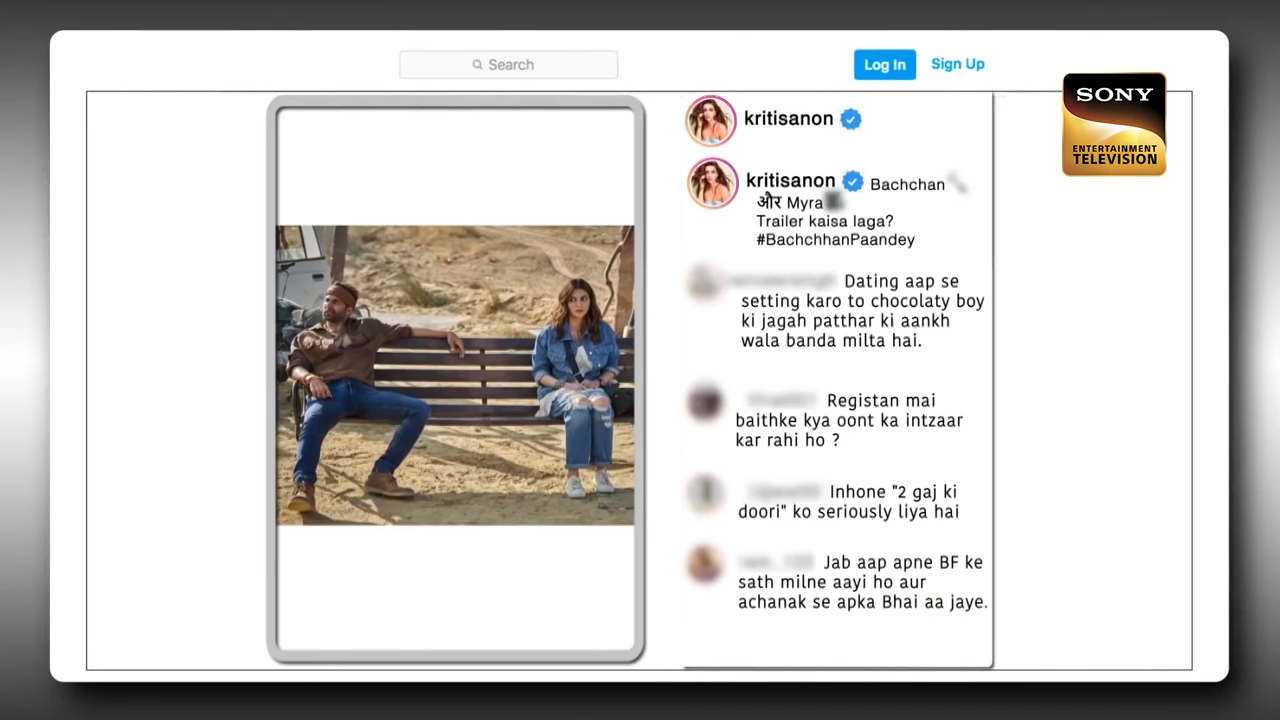 Search
Log In
Sign Up
SONY
ENTERTAINMENT
TELEVISION
kritisanon
kritisanon Bachchan
और Myra
Trailer kaisa laga?
#BachchhanPaandey
Dating aap se
setting karo to chocolaty boy
ki jagah patthar ki aankh
wala banda milta hai.
Registan mai
baithke kya oont ka intzaar
kar rahi ho ?
Inhone "2 gaj ki
doori" ko seriously liya hai
Jab aap apne BF ke
sath milne aayi ho aur
achanak se apka Bhai aa jaye.